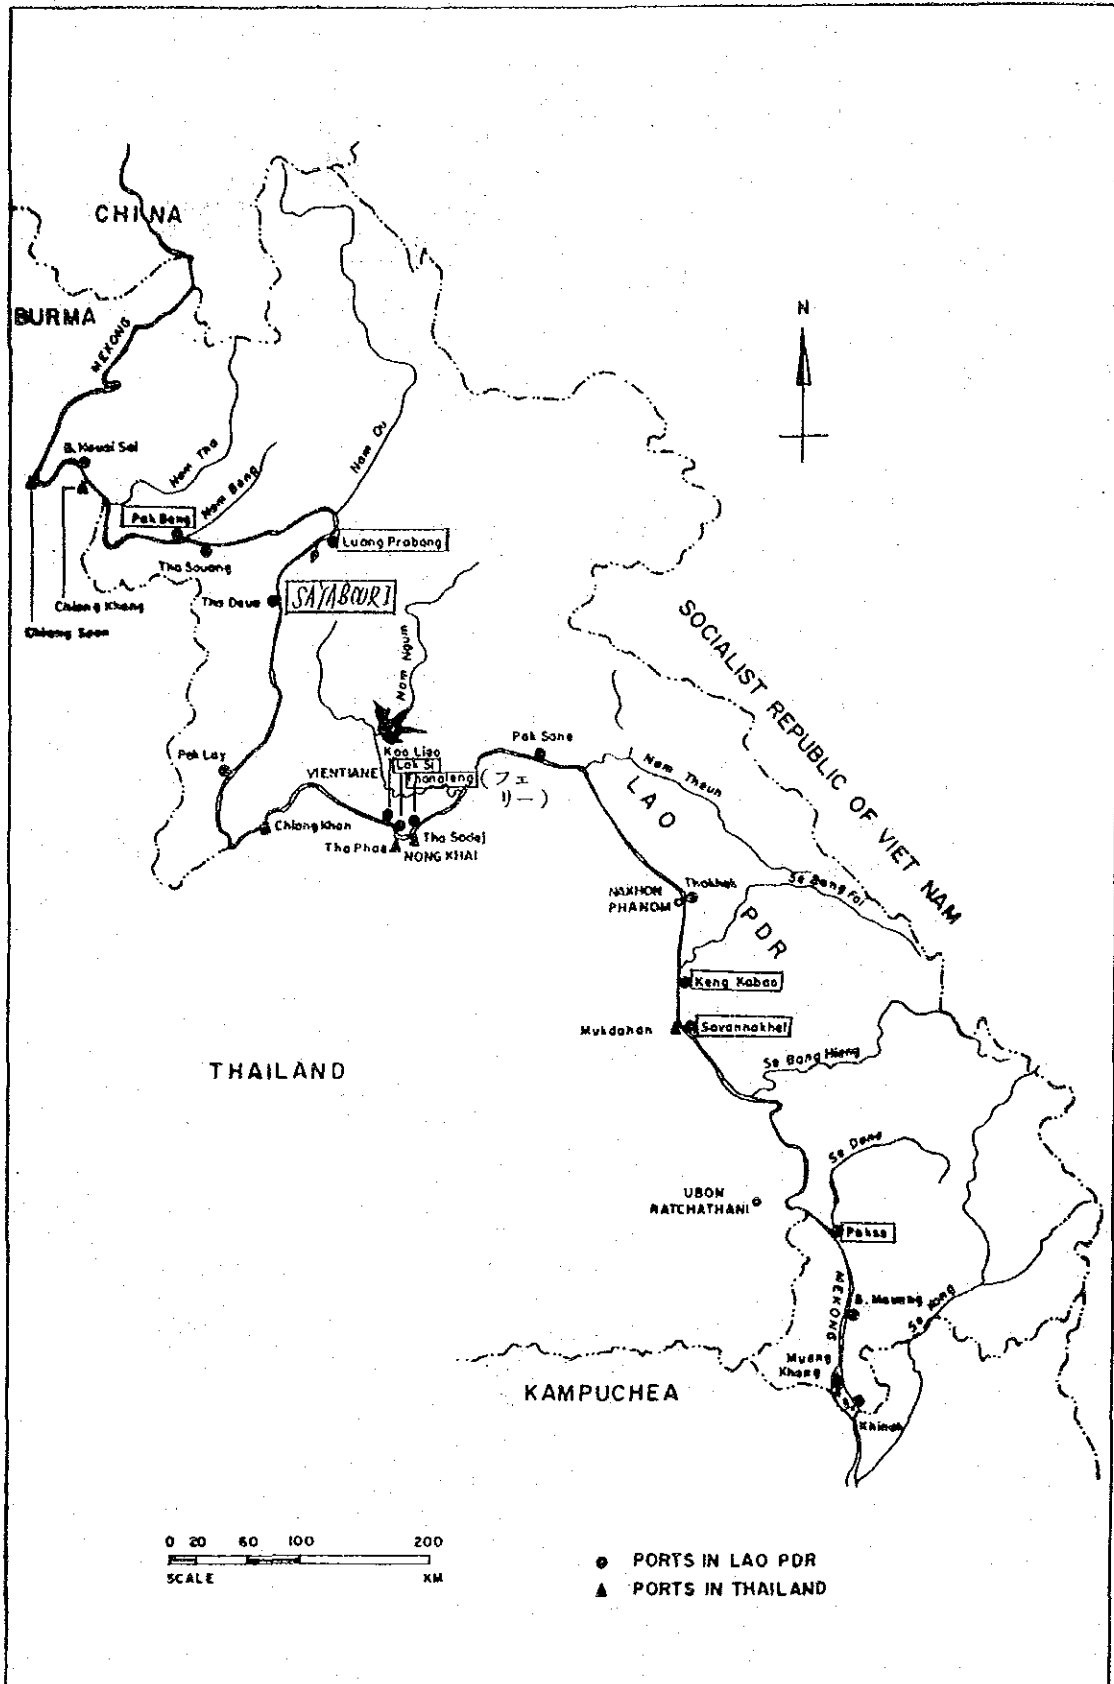 CHINA
BURMA
MEKONG
N
B. Houai Sai
Nam Tha
Nam Beng
Nam Ou
Pak Beng
Luang Prabang
Tha Souang
Chiang Khong
Chiang Saen
Tha Deua
SAYABOURI
Nam Ngum
SOCIALIST REPUBLIC OF VIET NAM
Pak Lay
Kao Liao
Lak Si
VIENTIANE
Thanaleng
(フェ
リー)
Pak Sane
Nam Theun
LAO
Chiang Khan
Tha Sadej
Tha Phae
NONG KHAI
Thakhek
NAKHON
PHANOM
Se Bang Fai
PDR
Keng Kabao
Mukdahan
Savannakhet
Se Bang Hieng
THAILAND
Se Done
UBON
RATCHATHANI
Pakse
MEKONG
Se Kong
Muang
Khong
KAMPUCHEA
Khinak
0 20 60 100 200
SCALE KM
PORTS IN LAO PDR
PORTS IN THAILAND